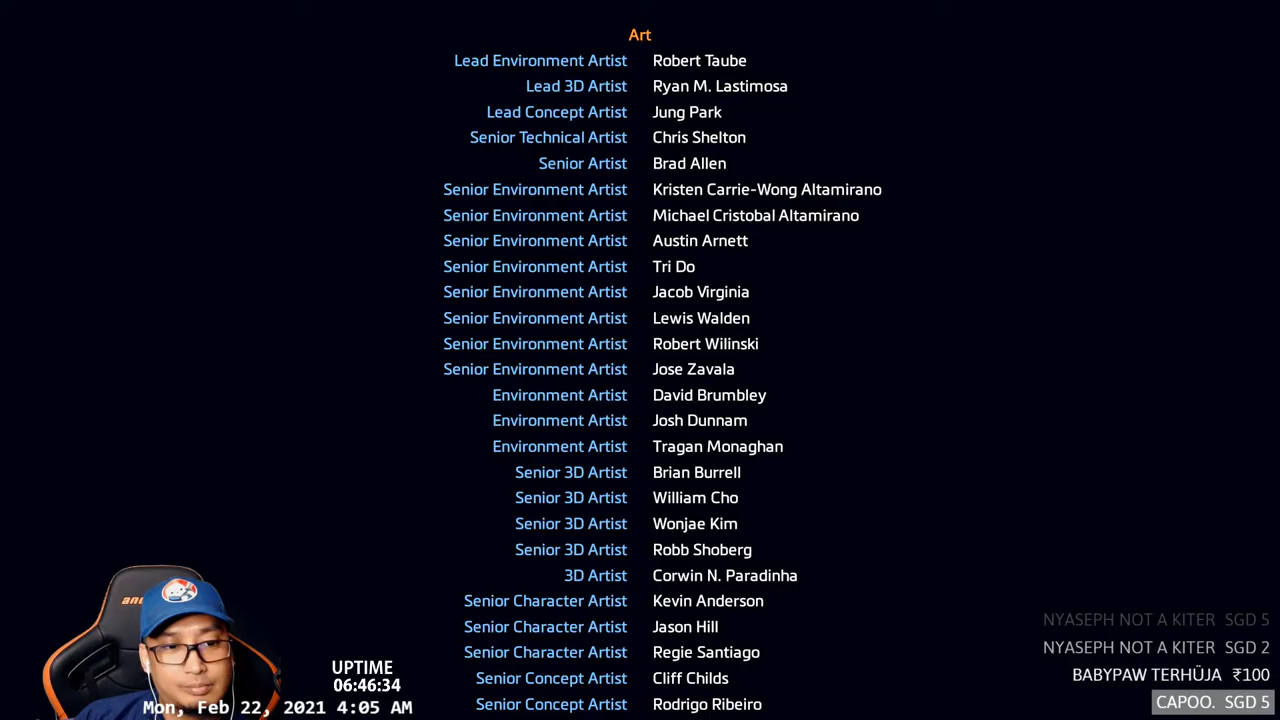 Art
Lead Environment Artist Robert Taube
Lead 3D Artist Ryan M. Lastimosa
Lead Concept Artist Jung Park
Senior Technical Artist Chris Shelton
Senior Artist Brad Allen
Senior Environment Artist Kristen Carrie-Wong Altamirano
Senior Environment Artist Michael Cristobal Altamirano
Senior Environment Artist Austin Arnett
Senior Environment Artist Tri Do
Senior Environment Artist Jacob Virginia
Senior Environment Artist Lewis Walden
Senior Environment Artist Robert Wilinski
Senior Environment Artist Jose Zavala
Environment Artist David Brumbley
Environment Artist Josh Dunnam
Environment Artist Tragan Monaghan
Senior 3D Artist Brian Burrell
Senior 3D Artist William Cho
Senior 3D Artist Wonjae Kim
Senior 3D Artist Robb Shoberg
3D Artist Corwin N. Paradinha
Senior Character Artist Kevin Anderson
Senior Character Artist Jason Hill
Senior Character Artist Regie Santiago
Senior Concept Artist Cliff Childs
Senior Concept Artist Rodrigo Ribeiro
UPTIME
06:46:34
Mon, Feb 22, 2021 4:05 AM
NYASEPH NOT A KITER SGD 5
NYASEPH NOT A KITER SGD 2
BABYPAW TERHÜJA ₹100
CAPOO. SGD 5